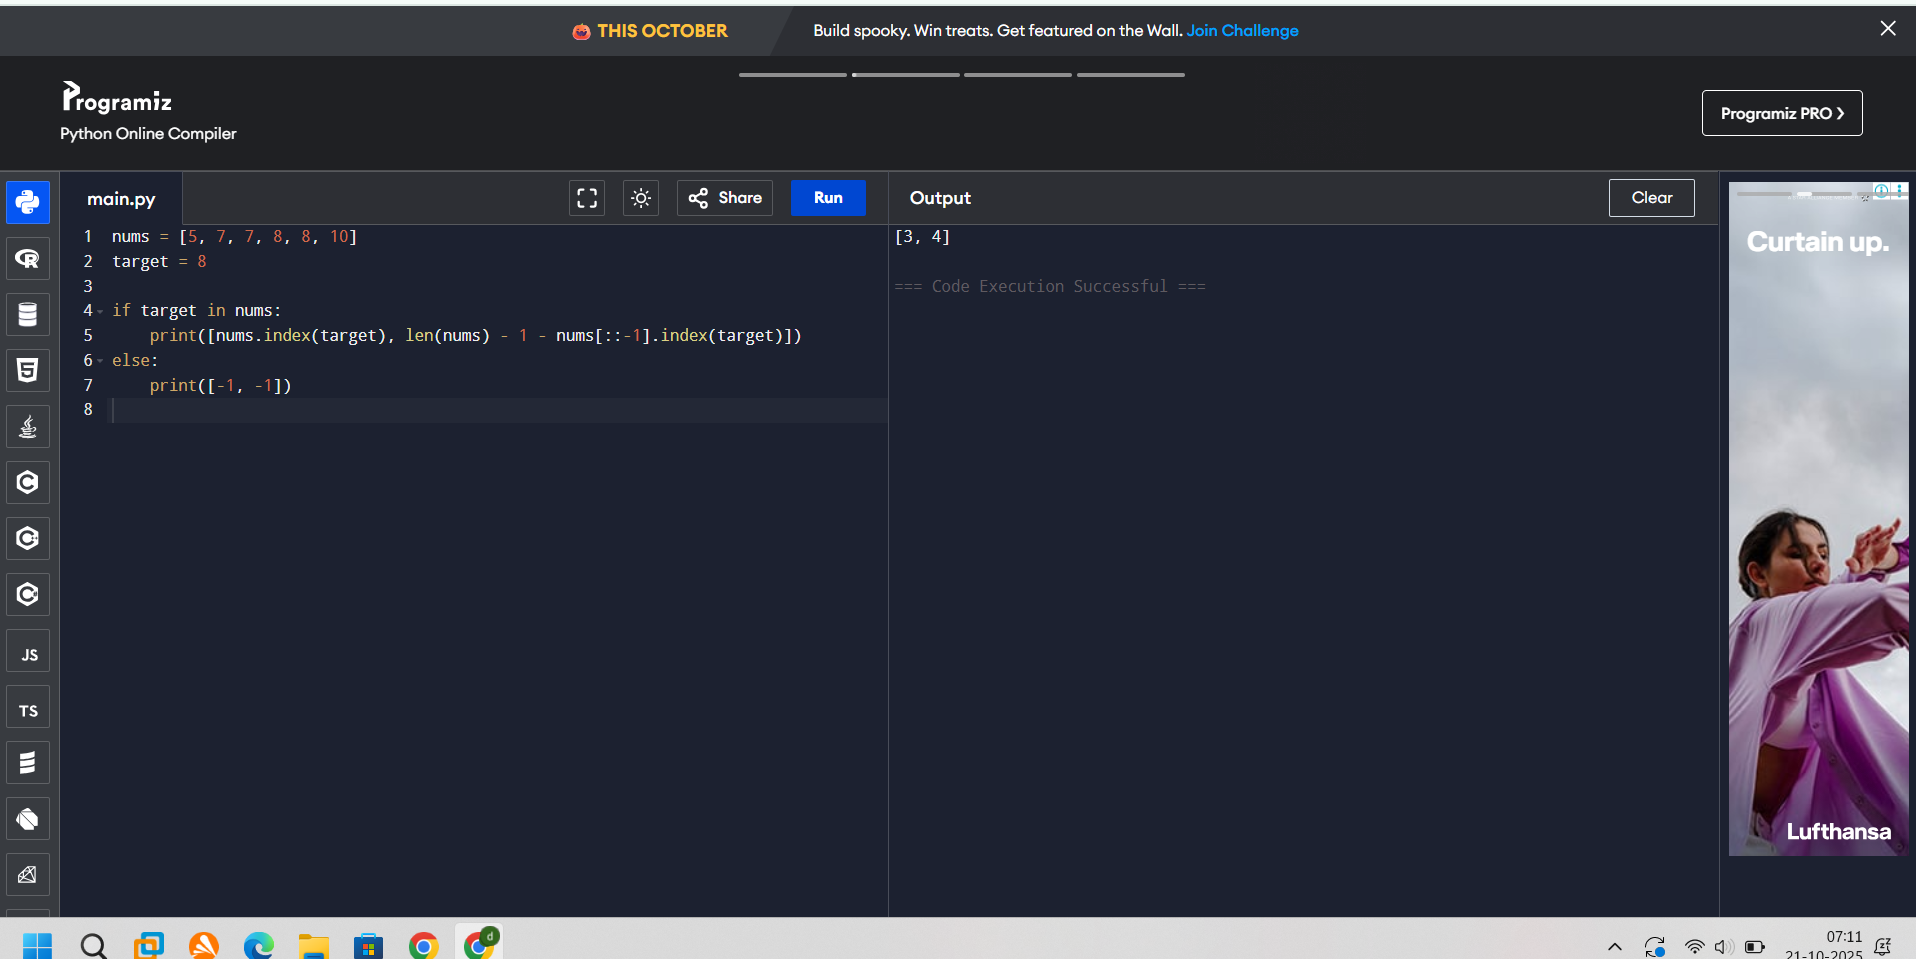 THIS OCTOBER
Build spooky. Win treats. Get featured on the Wall. Join Challenge
Programiz
Python Online Compiler
Programiz PRO ❯
main.py
Share
Run
Output
Clear
1 nums = [5, 7, 7, 8, 8, 10]
2 target = 8
3
4 if target in nums:
5 print([nums.index(target), len(nums) - 1 - nums[::-1].index(target)])
6 else:
7 print([-1, -1])
8
[3, 4]
=== Code Execution Successful ===
JS
TS
Curtain up.
Lufthansa
07:11
21-10-2025